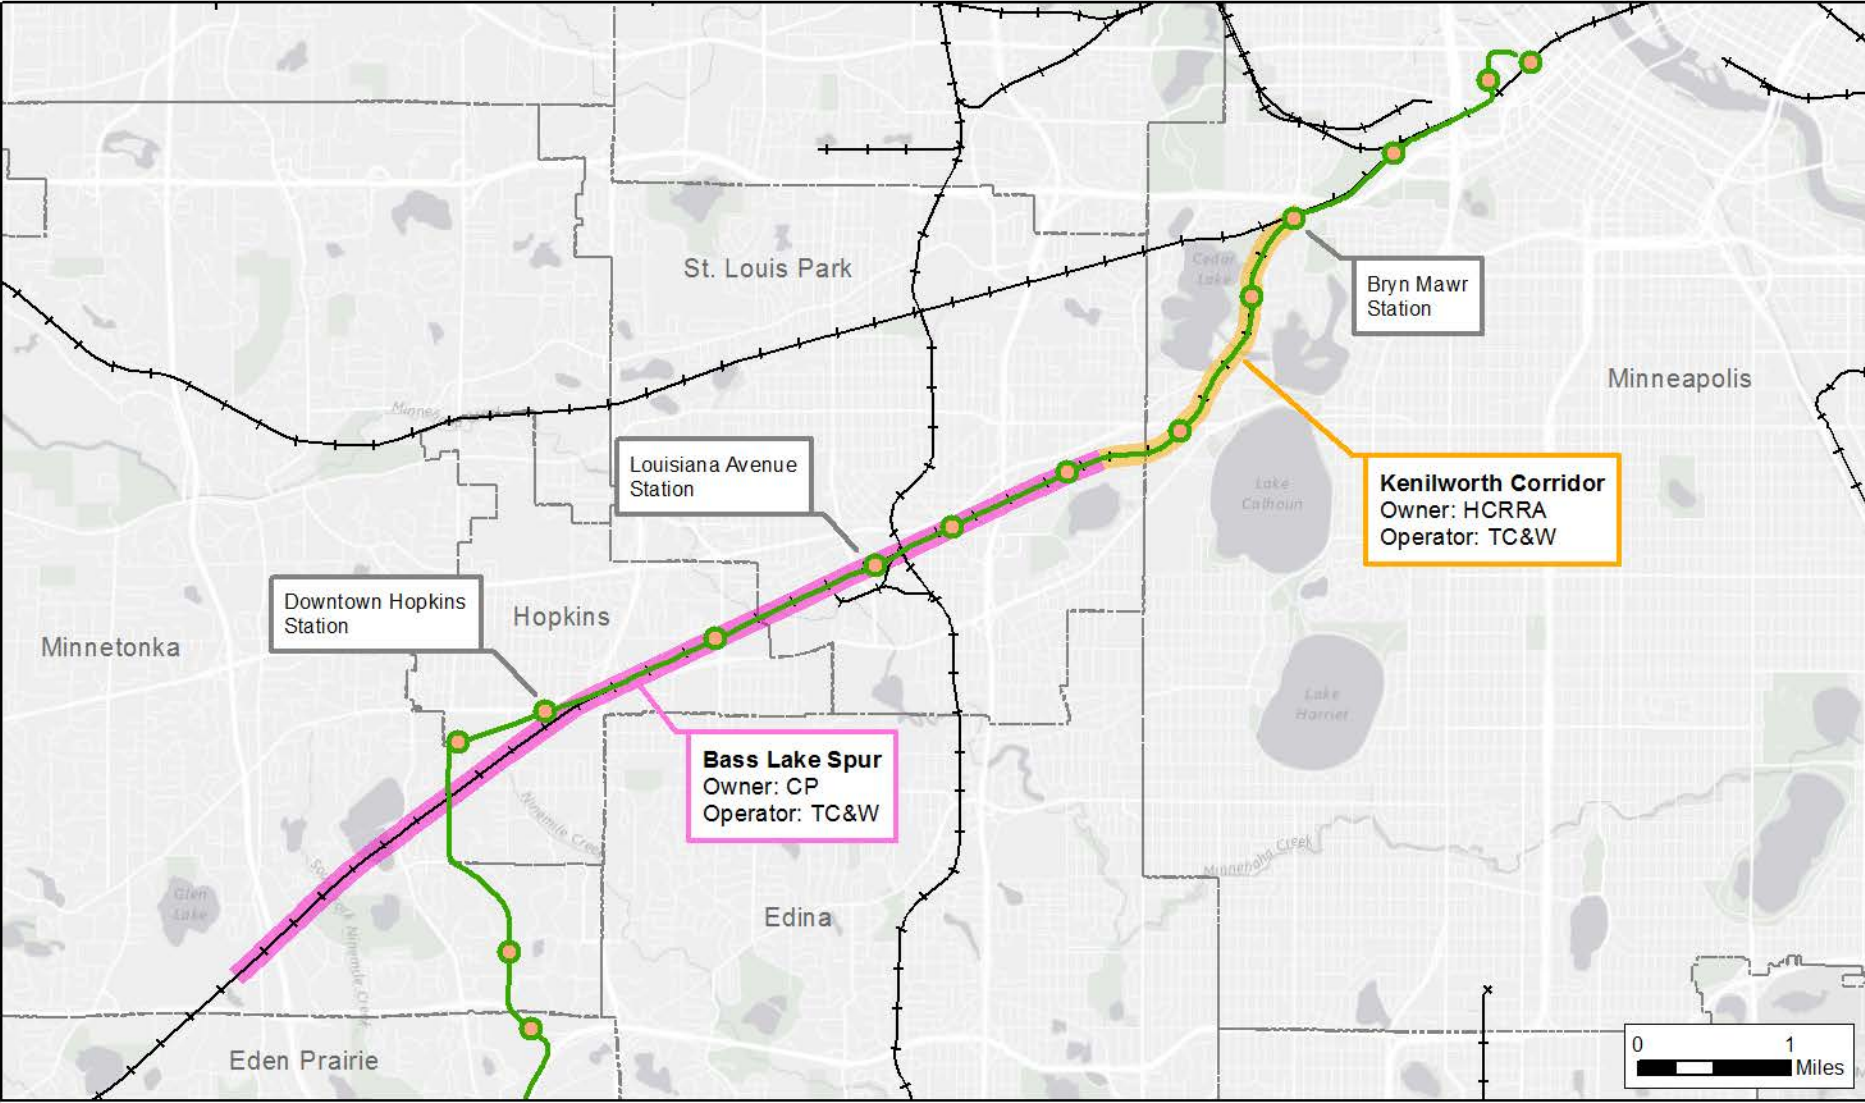 St. Louis Park
Cedar
Lake
Bryn Mawr
Station
Minneapolis
Louisiana Avenue
Station
Lake
Calhoun
Kenilworth Corridor
Owner: HCRRA
Operator: TC&W
Downtown Hopkins
Station
Hopkins
Minnetonka
Lake
Harriet
Bass Lake Spur
Owner: CP
Operator: TC&W
Ninemile Creek
Minnehaha Creek
Glen
Lake
Edina
Eden Prairie
0 1
Miles